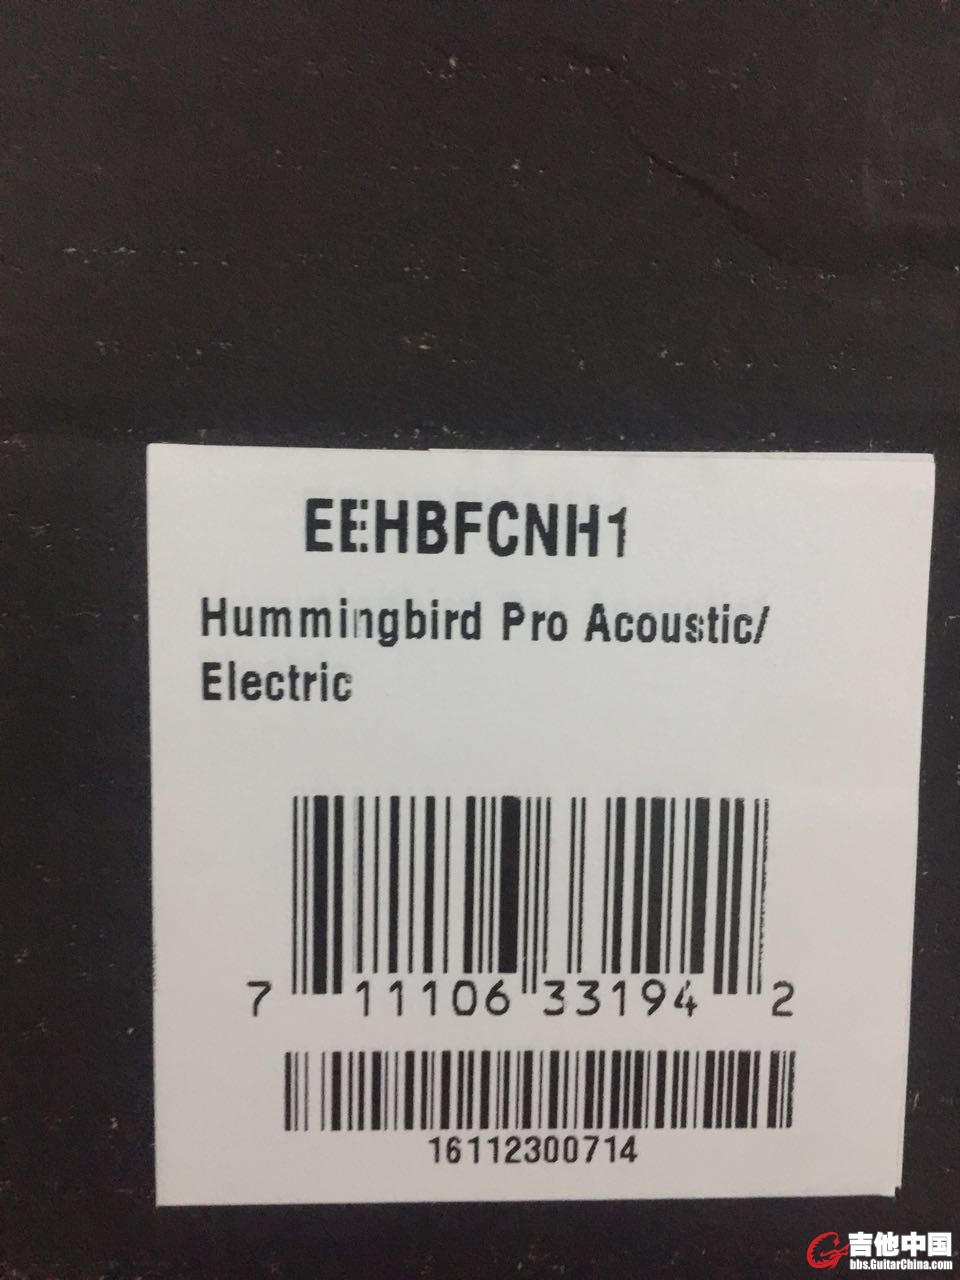 EEHBFCNH1
Hummingbird Pro Acoustic/
Electric
7 11106 33194 2
16112300714
吉他中国
bbs.GuitarChina.com